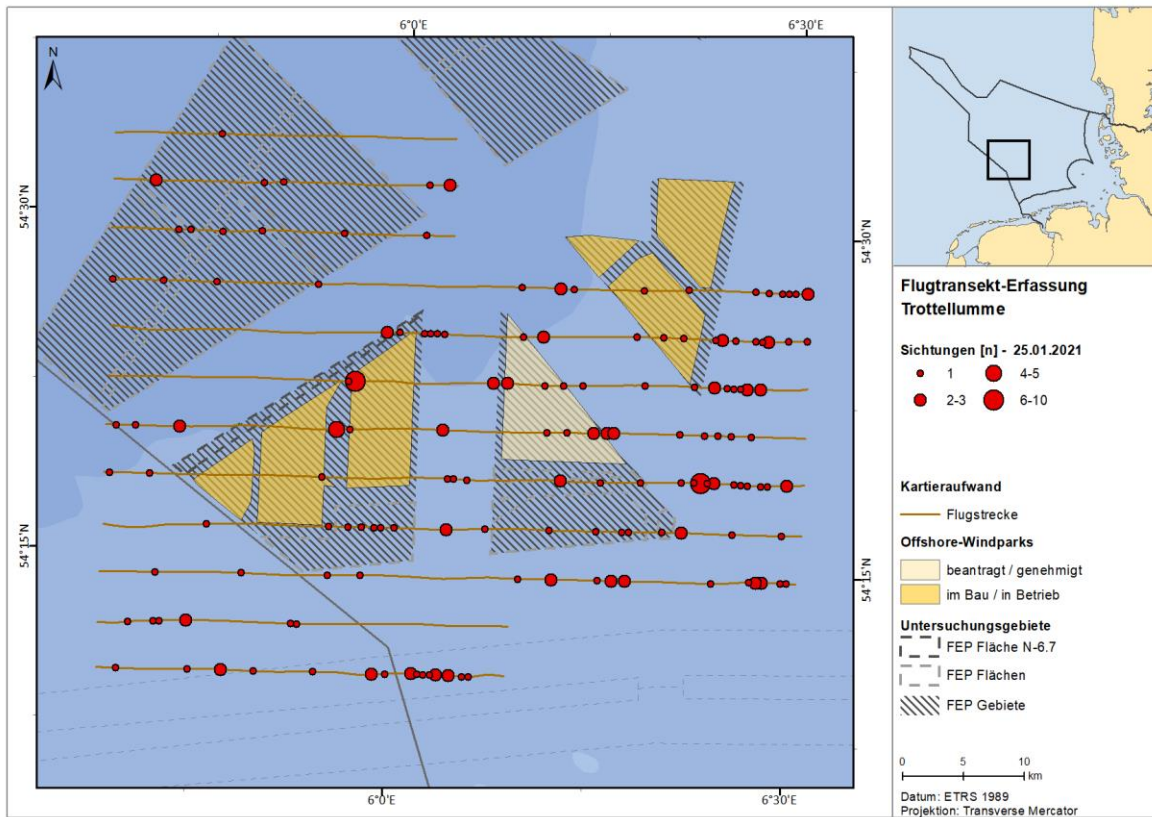 6°0'E
6°30'E
N
54°30'N
54°30'N
54°15'N
54°15'N
6°0'E
6°30'E
Flugtransekt-Erfassung
Trottellumme
Sichtungen [n] - 25.01.2021
1
4-5
2-3
6-10
Kartieraufwand
Flugstrecke
Offshore-Windparks
beantragt / genehmigt
im Bau / in Betrieb
Untersuchungsgebiete
FEP Fläche N-6.7
FEP Flächen
FEP Gebiete
0 5 10
km
Datum: ETRS 1989
Projektion: Transverse Mercator